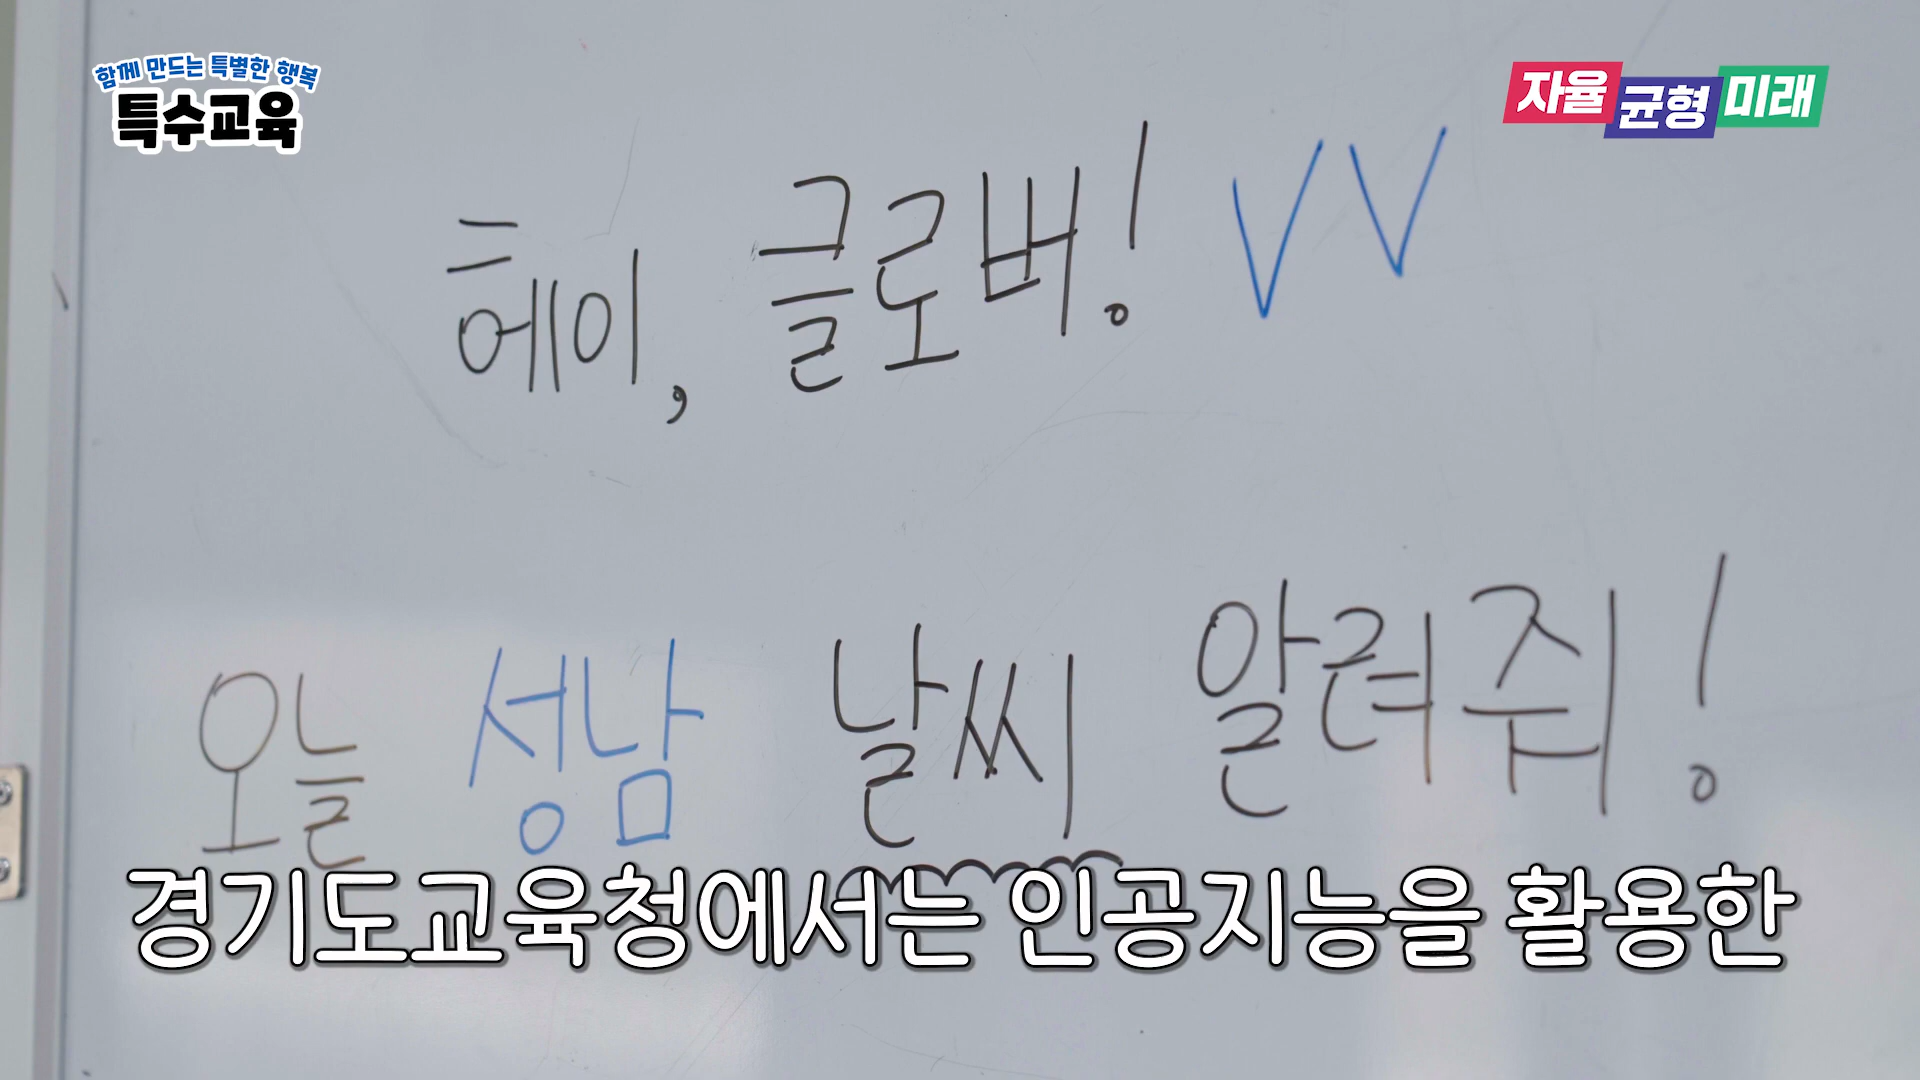 함께 만드는 특별한 행복
특수교육
자율 균형 미래
헤이, 클로버! VV
오늘 성남 날씨 알려줘!
경기도교육청에서는 인공지능을 활용한